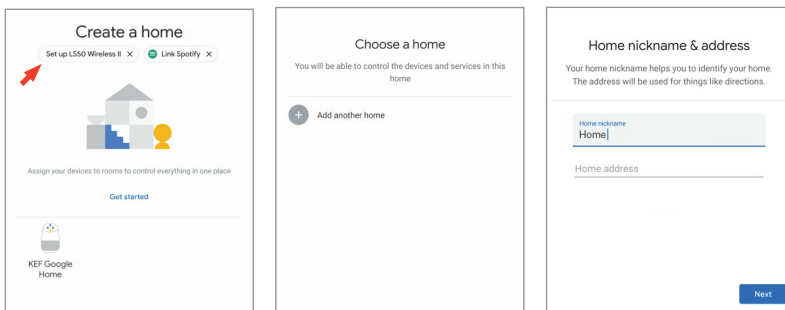 Create a home
Set up LS50 Wireless II X Link Spotify X
Assign your devices to rooms to control everything in one place
Get started
KEF Google
Home
Choose a home
You will be able to control the devices and services in this
home
+ Add another home
Home nickname & address
Your home nickname helps you to identify your home.
The address will be used for things like directions.
Home nickname
Home
Home address
Next